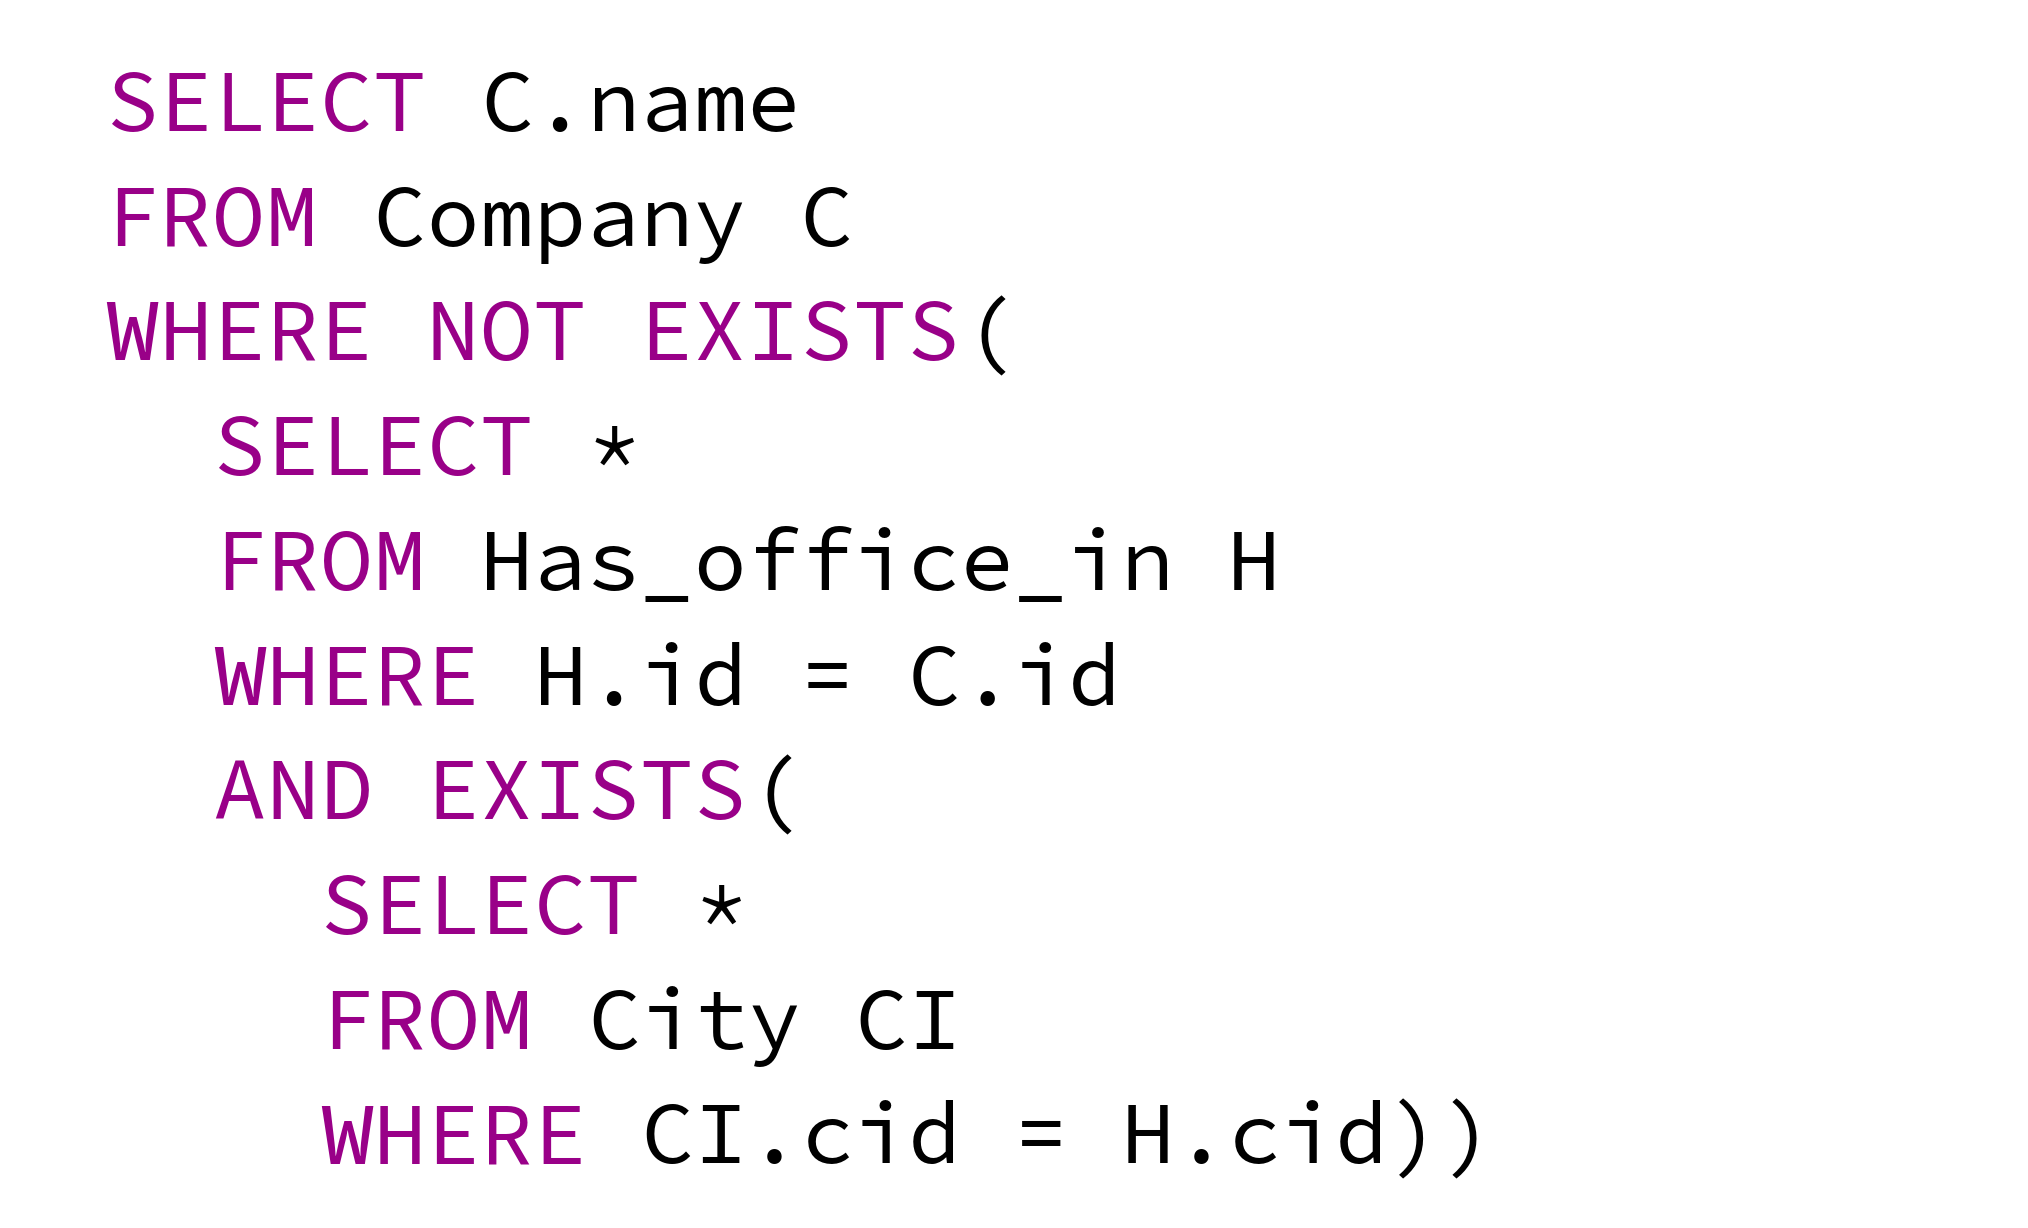 SELECT C.name
FROM Company C
WHERE NOT EXISTS(
SELECT *
FROM Has_office_in H
WHERE H.id = C.id
AND EXISTS(
SELECT *
FROM City CI
WHERE CI.cid = H.cid))